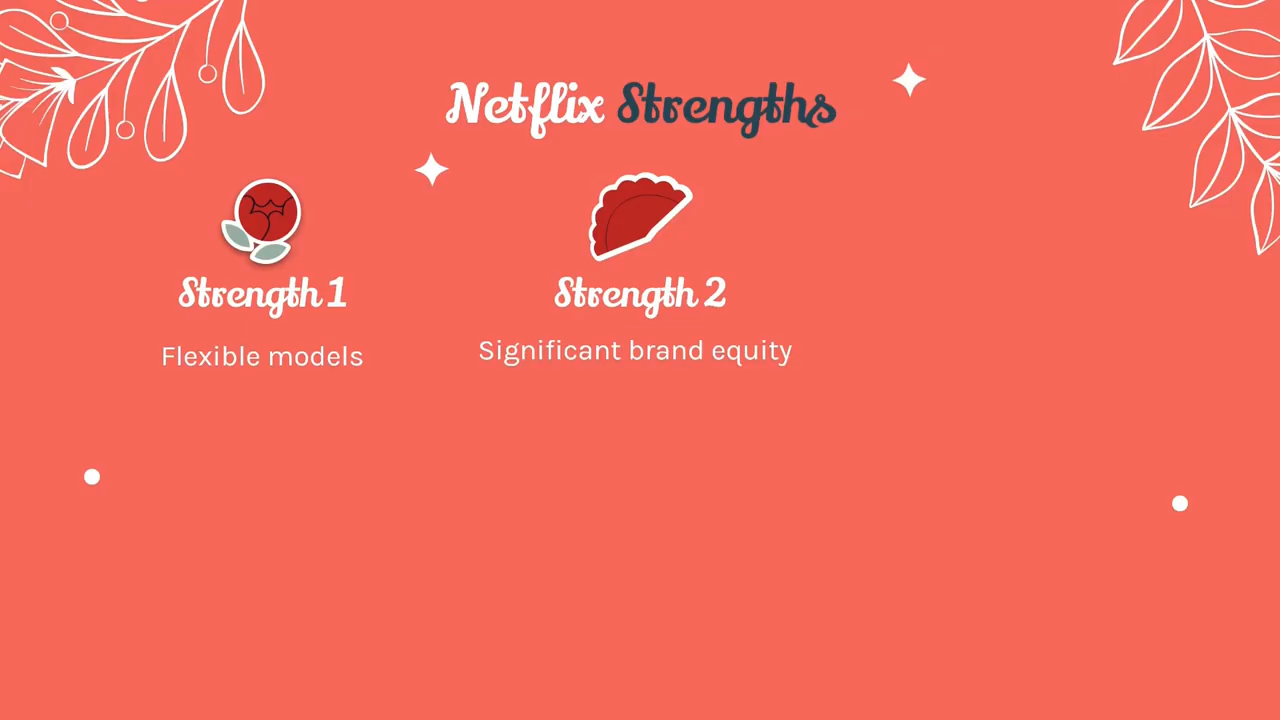 Netflix Strengths
Strength 1
Strength 2
Flexible models
Significant brand equity